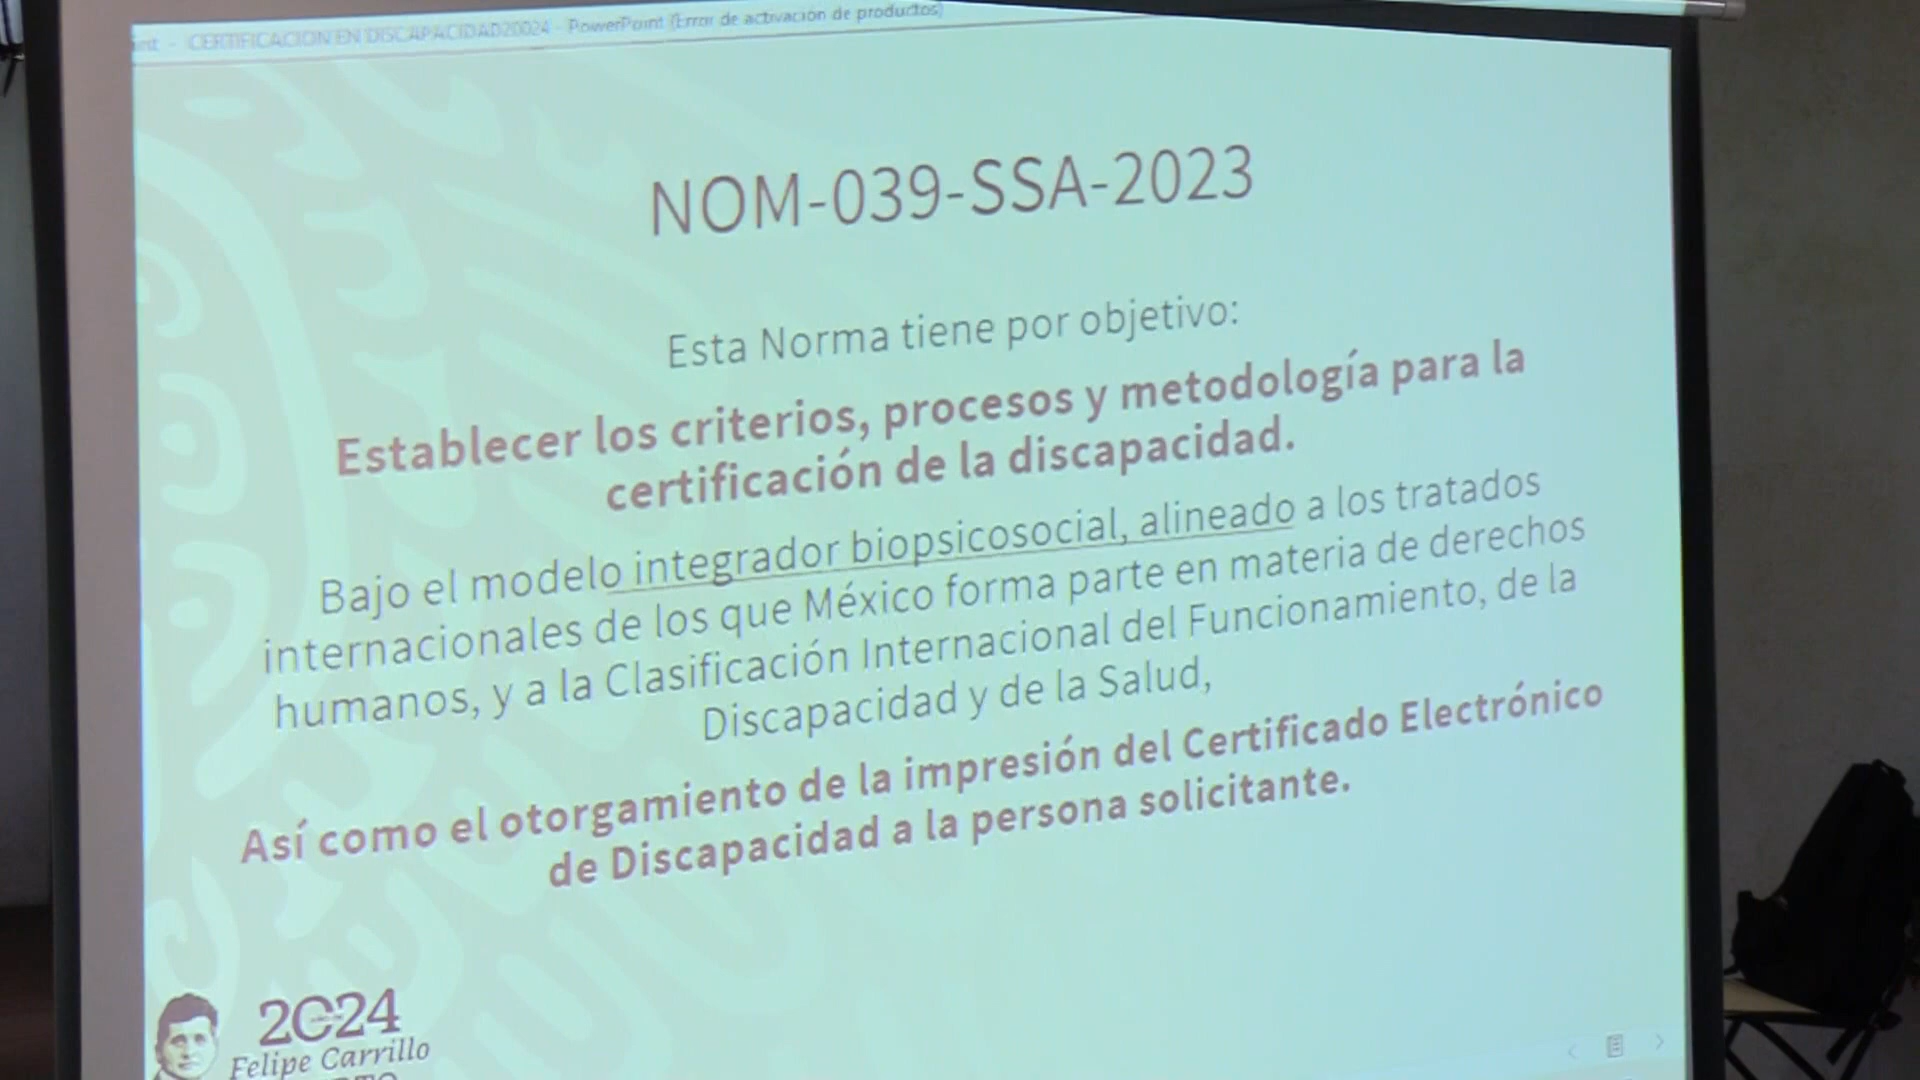 - CERTIFICACION EN DISCAPACIDAD20024 - PowerPoint (Error de activación de productos)
NOM-039-SSA-2023
Esta Norma tiene por objetivo:
Establecer los criterios, procesos y metodología para la
certificación de la discapacidad.
Bajo el modelo integrador biopsicosocial, alineado a los tratados
internacionales de los que México forma parte en materia de derechos
humanos, y a la Clasificación Internacional del Funcionamiento, de la
Discapacidad y de la Salud,
Así como el otorgamiento de la impresión del Certificado Electrónico
de Discapacidad a la persona solicitante.
2024
Felipe Carrillo